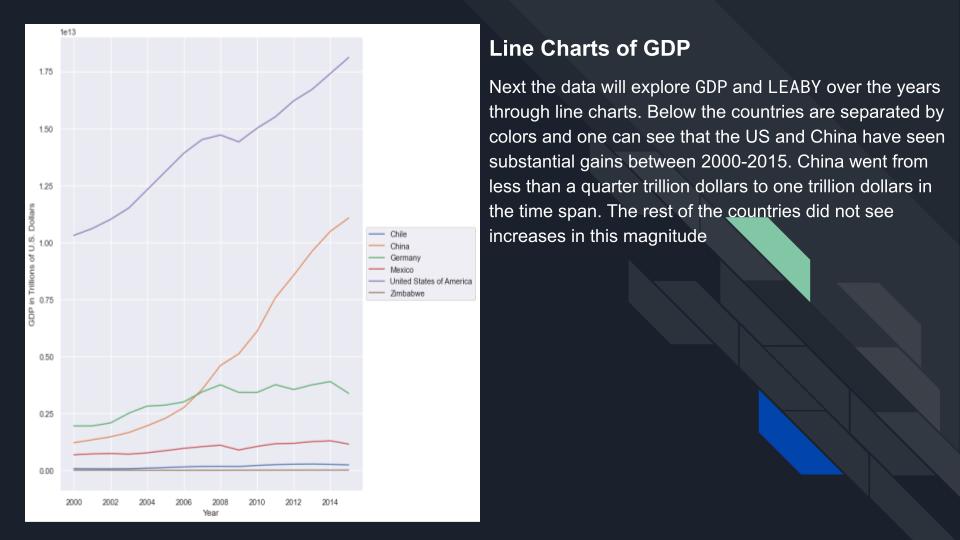 Line Charts of GDP
Next the data will explore GDP and LEABY over the years
through line charts. Below the countries are separated by
colors and one can see that the US and China have seen
substantial gains between 2000-2015. China went from
less than a quarter trillion dollars to one trillion dollars in
the time span. The rest of the countries did not see
increases in this magnitude
1e13
1.75
1.50
1.25
1.00
0.75
0.50
0.25
0.00
GDP in Trillions of U.S. Dollars
2000 2002 2004 2006 2008 2010 2012 2014
Year
Chile
China
Germany
Mexico
United States of America
Zimbabwe